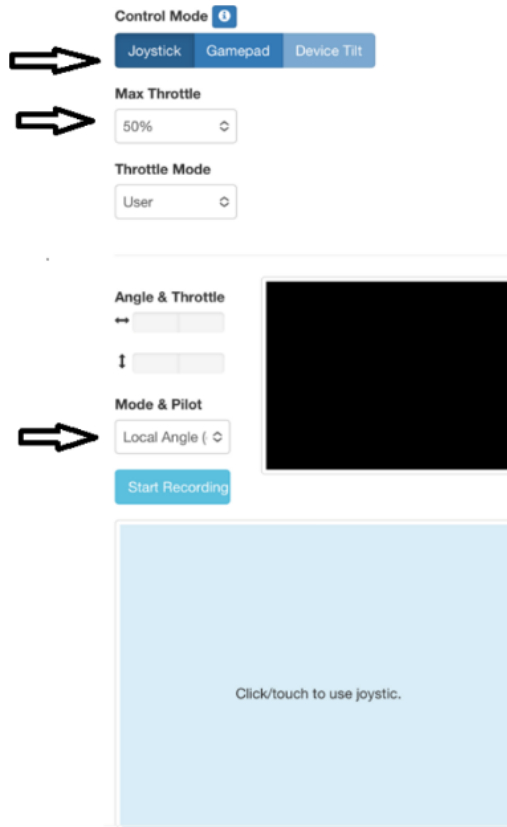 Control Mode
Joystick Gamepad Device Tilt
Max Throttle
50%
Throttle Mode
User
Angle & Throttle
Mode & Pilot
Local Angle (
Start Recording
Click/touch to use joystic.